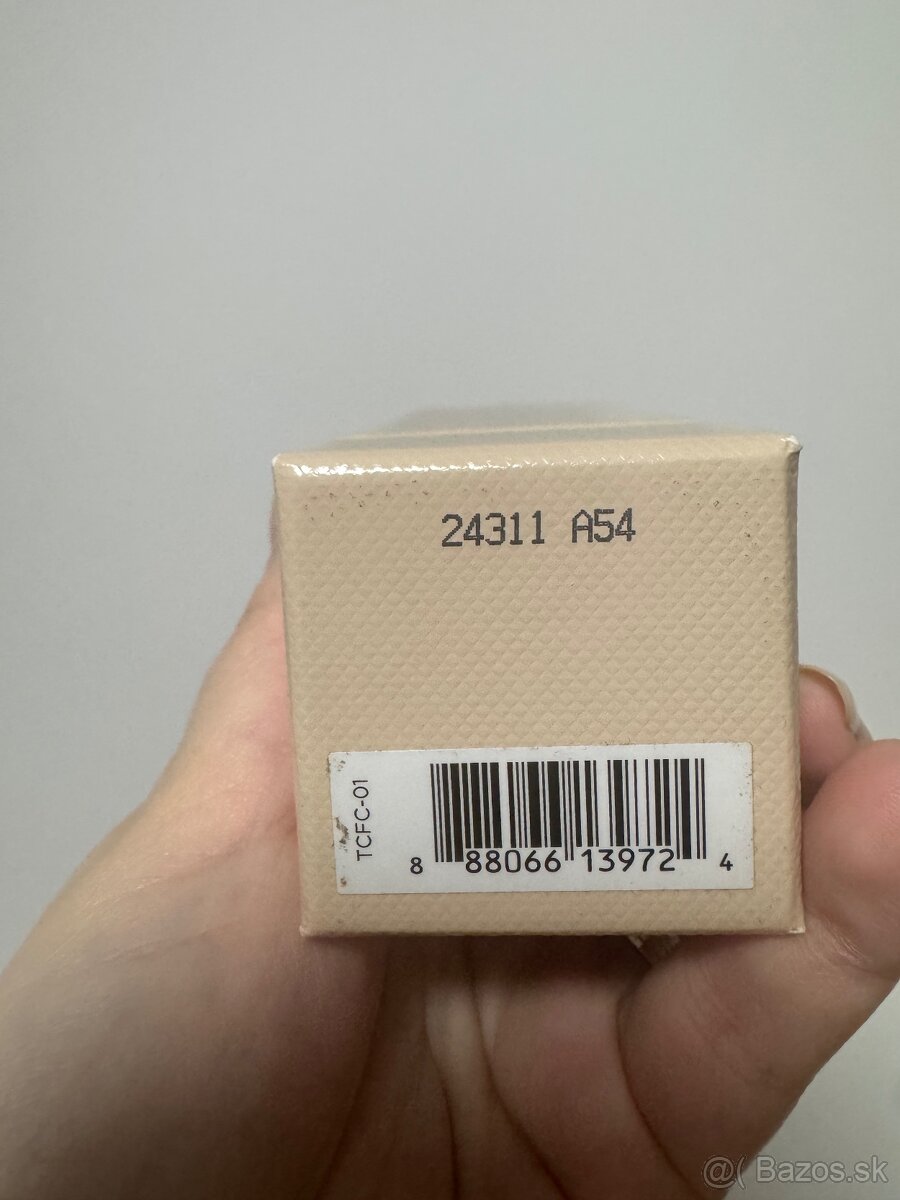 24311 A54
TCFC-01
8 88066 13972 4
@( Bazos.sk